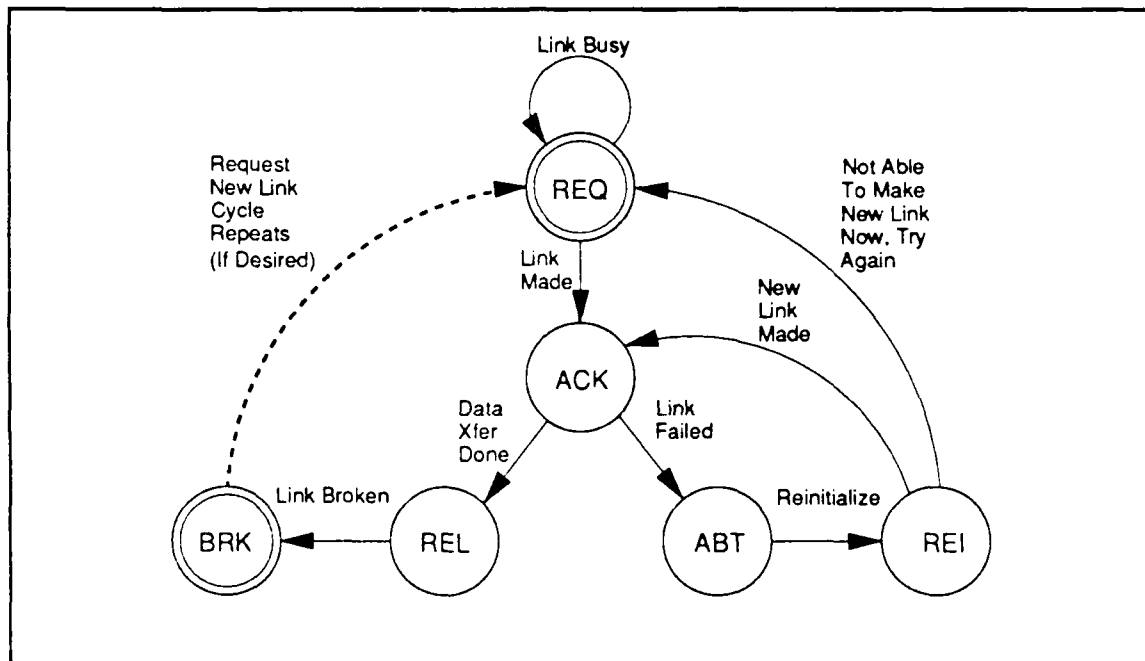 Link Busy
Request
New Link
Cycle
Repeats
(If Desired)
REQ
Not Able
To Make
New Link
Now, Try
Again
Link
Made
New
Link
Made
ACK
Data
Xfer
Done
Link
Failed
BRK
Link Broken
REL
ABT
Reinitialize
REI